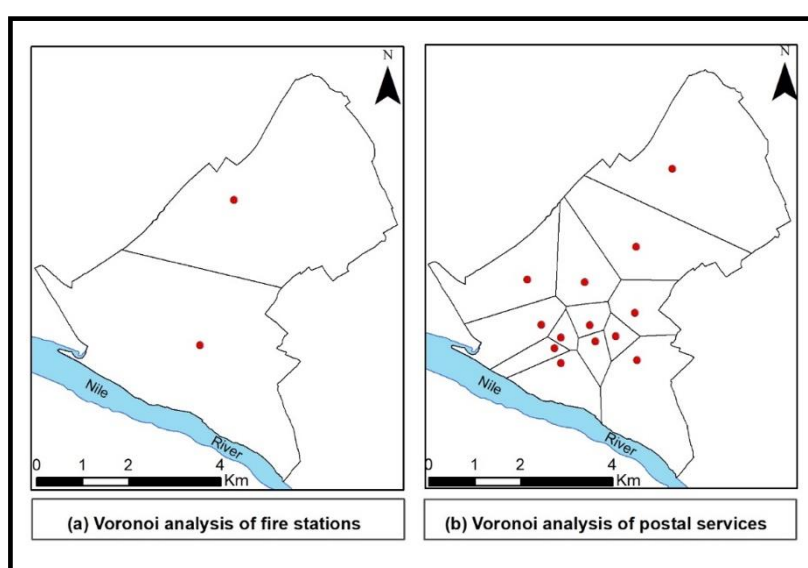 N
Nile
River
0 1 2 4
Km
(a) Voronoi analysis of fire stations
N
Nile
River
0 1 2 4
Km
(b) Voronoi analysis of postal services